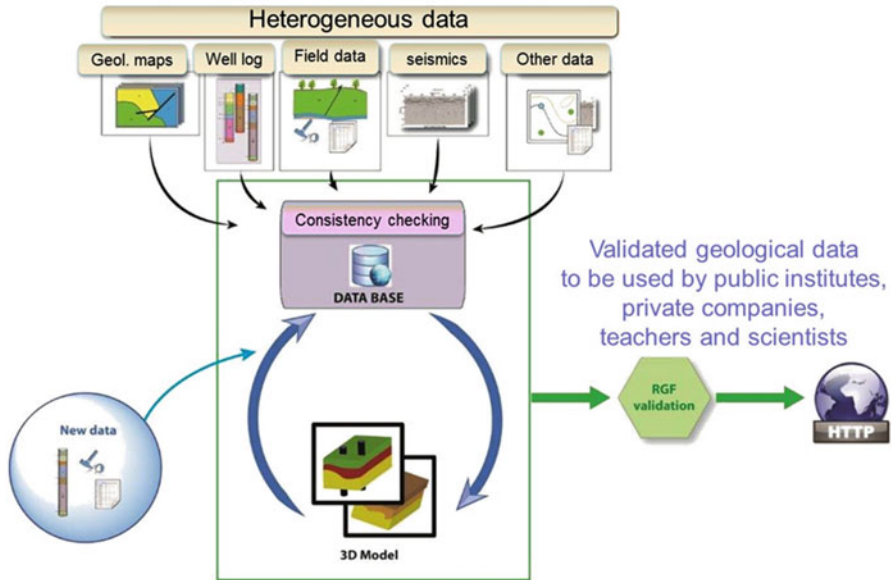 Heterogeneous data
Geol. maps
Well log
Field data
seismics
Other data
Consistency checking
DATA BASE
Validated geological data
to be used by public institutes,
private companies,
teachers and scientists
New data
RGF
validation
HTTP
3D Model